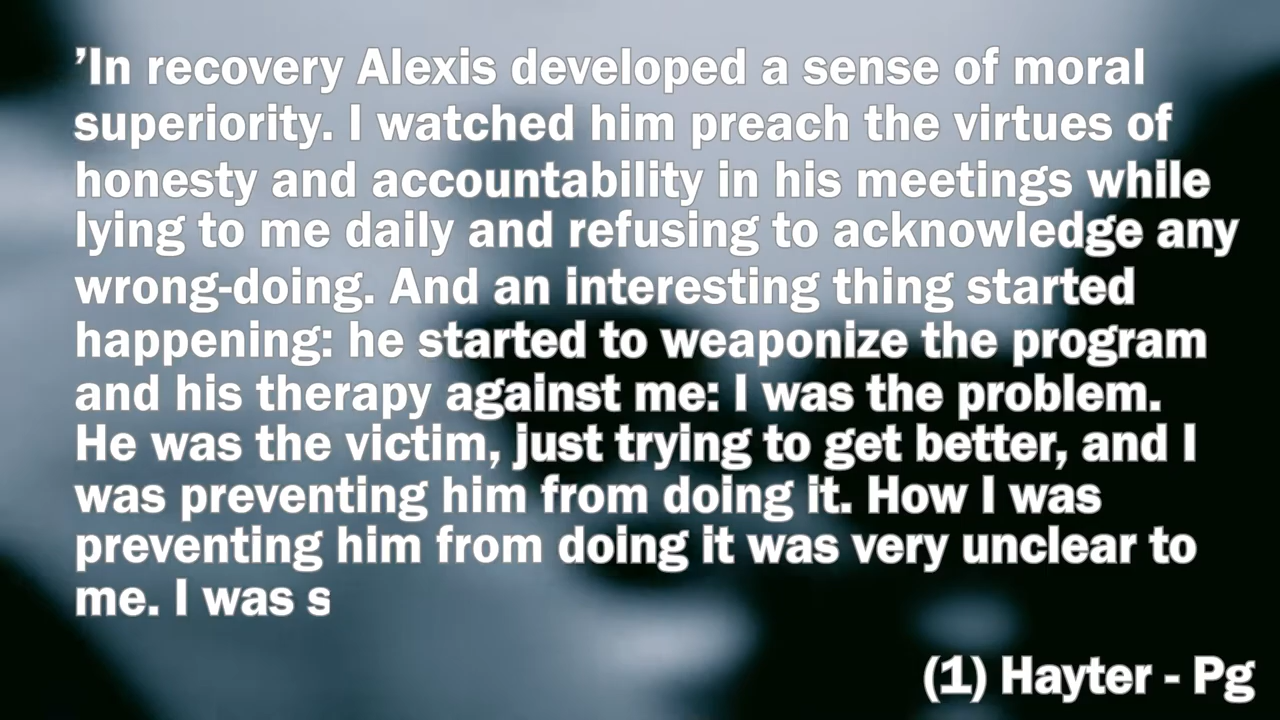 ’In recovery Alexis developed a sense of moral
superiority. I watched him preach the virtues of
honesty and accountability in his meetings while
lying to me daily and refusing to acknowledge any
wrong-doing. And an interesting thing started
happening: he started to weaponize the program
and his therapy against me: I was the problem.
He was the victim, just trying to get better, and I
was preventing him from doing it. How I was
preventing him from doing it was very unclear to
me. I was s
(1) Hayter - Pg